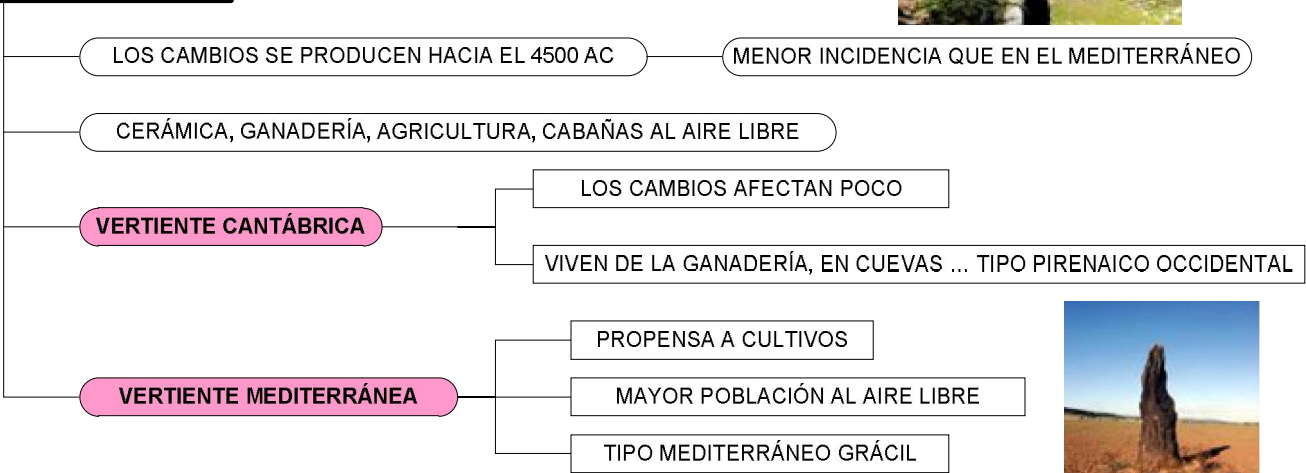 LOS CAMBIOS SE PRODUCEN HACIA EL 4500 AC
MENOR INCIDENCIA QUE EN EL MEDITERRÁNEO
CERÁMICA, GANADERÍA, AGRICULTURA, CABAÑAS AL AIRE LIBRE
VERTIENTE CANTÁBRICA
LOS CAMBIOS AFECTAN POCO
VIVEN DE LA GANADERÍA, EN CUEVAS ... TIPO PIRENAICO OCCIDENTAL
VERTIENTE MEDITERRÁNEA
PROPENSA A CULTIVOS
MAYOR POBLACIÓN AL AIRE LIBRE
TIPO MEDITERRÁNEO GRÁCIL